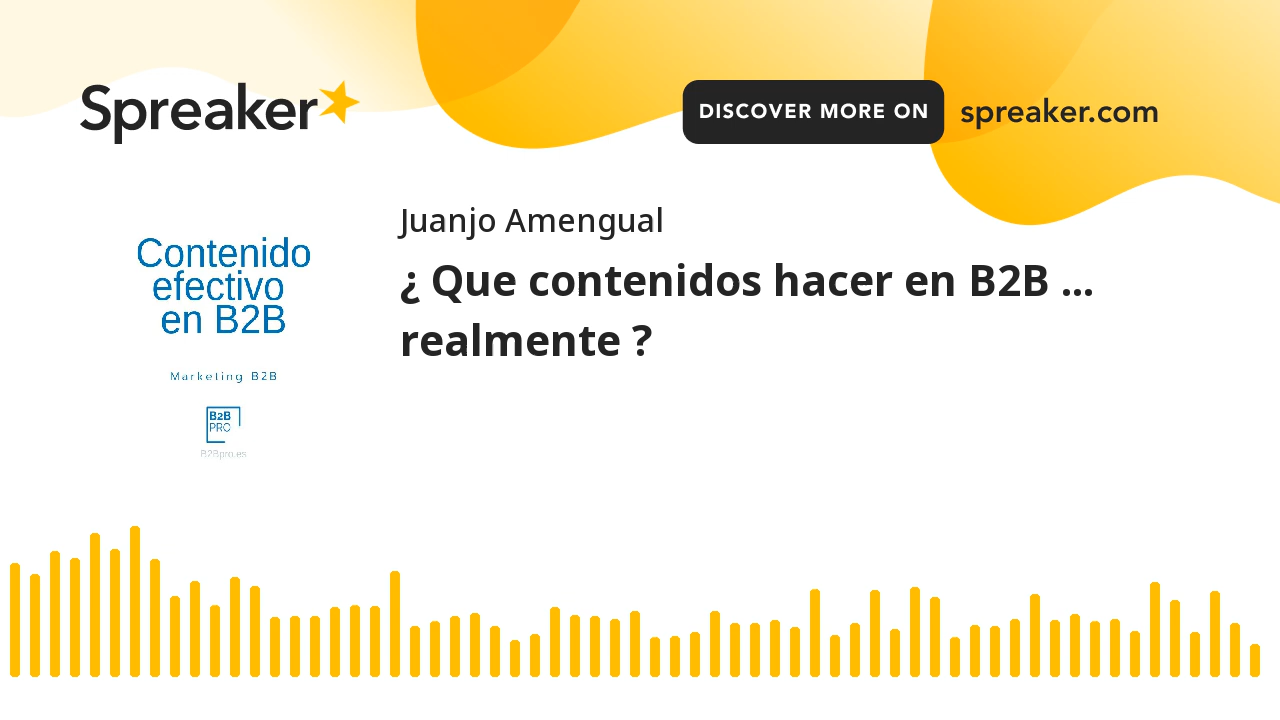 Spreaker
DISCOVER MORE ON spreaker.com
Juanjo Amengual
¿ Que contenidos hacer en B2B ...
realmente ?
Contenido
efectivo
en B2B
Marketing B2B
B2B
PRO
B2Bpro.es